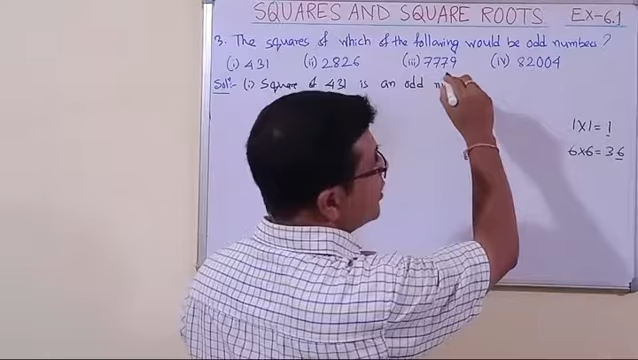 SQUARES AND SQUARE ROOTS EX-6.1
3. The squares of which of the following would be odd numbers?
(i) 431 (ii) 2826 (iii) 7779 (iv) 82004
Sol:- (i) Square of 431 is an odd n
1×1=1
6×6=36